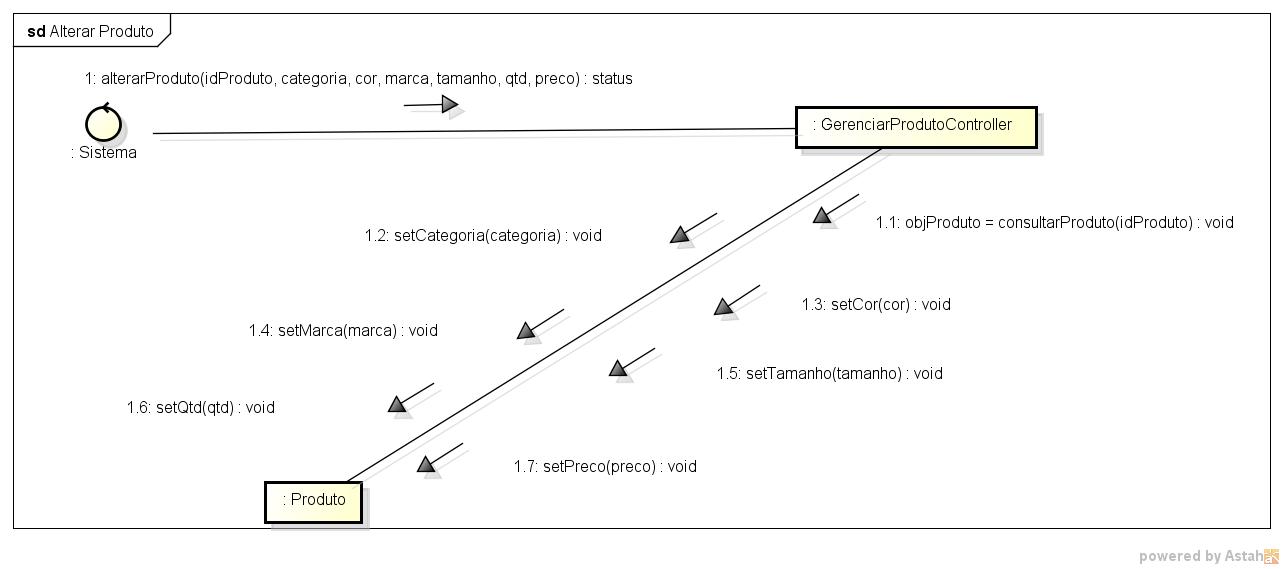 sd Alterar Produto
1: alterarProduto(idProduto, categoria, cor, marca, tamanho, qtd, preco) : status
: Sistema
: GerenciarProdutoController
1.1: objProduto = consultarProduto(idProduto) : void
1.2: setCategoria(categoria) : void
1.3: setCor(cor) : void
1.4: setMarca(marca) : void
1.5: setTamanho(tamanho) : void
1.6: setQtd(qtd) : void
1.7: setPreco(preco) : void
: Produto
powered by Astah